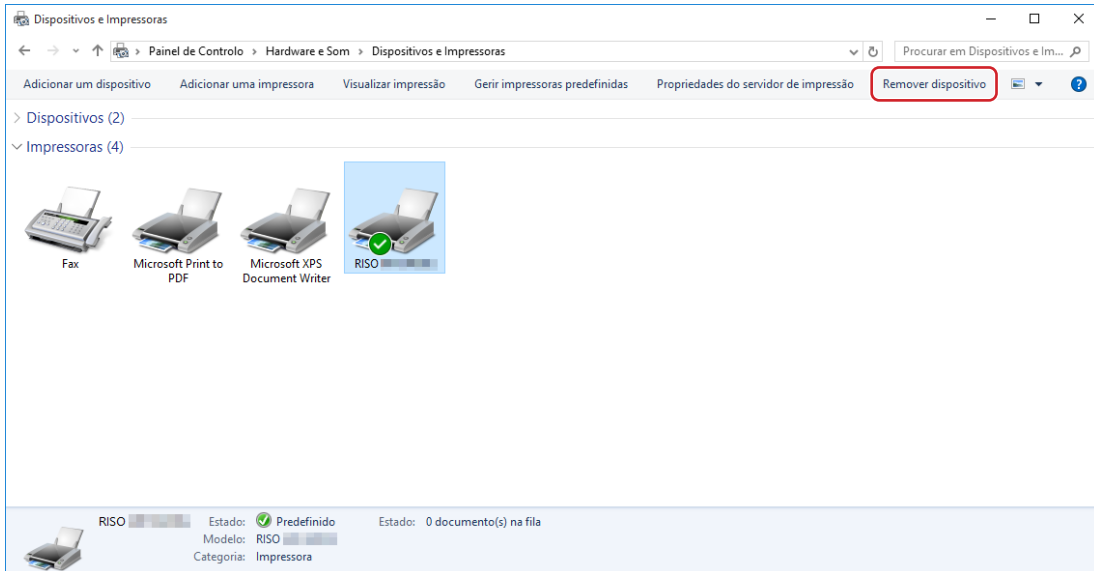 Dispositivos e Impressoras
Painel de Controlo > Hardware e Som > Dispositivos e Impressoras
Procurar em Dispositivos e Im...
Adicionar um dispositivo Adicionar uma impressora Visualizar impressão Gerir impressoras predefinidas Propriedades do servidor de impressão Remover dispositivo
Dispositivos (2)
Impressoras (4)
Fax
Microsoft Print to
PDF
Microsoft XPS
Document Writer
RISO
RISO Estado: Predefinido Estado: 0 documento(s) na fila
Modelo: RISO
Categoria: Impressora